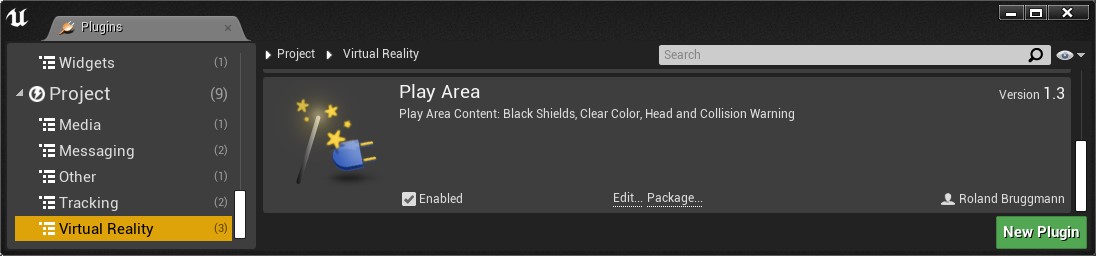 Plugins
Widgets (1)
Project (9)
Media (1)
Messaging (2)
Other (1)
Tracking (2)
Virtual Reality (3)
Project Virtual Reality
Search
Play Area
Version 1.3
Play Area Content: Black Shields, Clear Color, Head and Collision Warning
Enabled
Edit... Package...
Roland Bruggmann
New Plugin